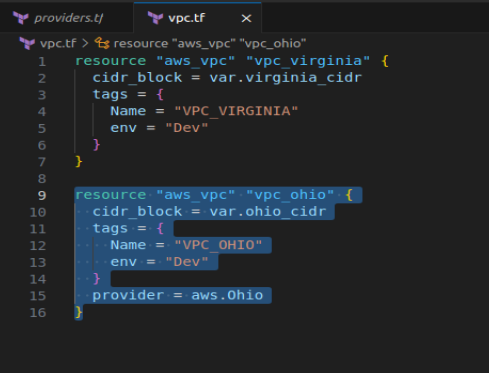 providers.tf
vpc.tf ×
vpc.tf > resource "aws_vpc" "vpc_ohio"
1 resource "aws_vpc" "vpc_virginia" {
2 cidr_block = var.virginia_cidr
3 tags = {
4 Name = "VPC_VIRGINIA"
5 env = "Dev"
6 }
7 }
8
9 resource "aws_vpc" "vpc_ohio" {
10 cidr_block = var.ohio_cidr
11 tags = {
12 Name = "VPC_OHIO"
13 env = "Dev"
14 }
15 provider = aws.Ohio
16 }